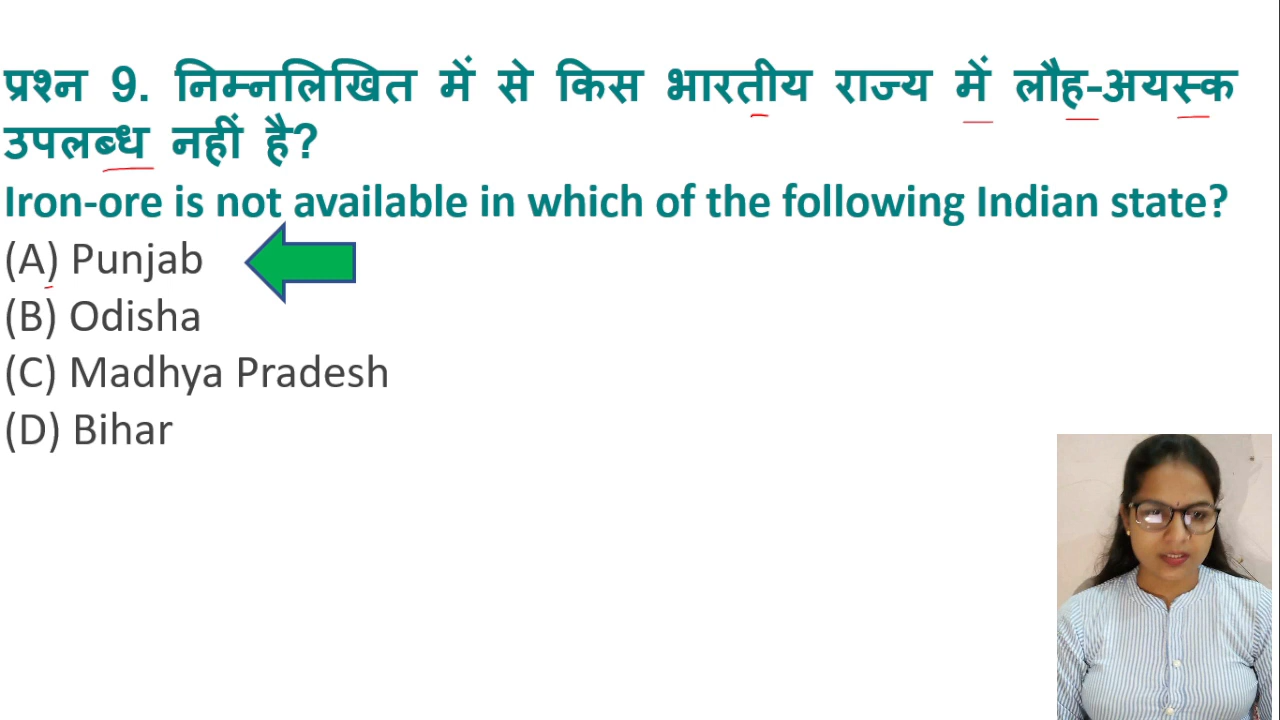 प्रश्न 9. निम्नलिखित में से किस भारतीय राज्य में लौह-अयस्क
उपलब्ध नहीं है?
Iron-ore is not available in which of the following Indian state?
(A) Punjab
(B) Odisha
(C) Madhya Pradesh
(D) Bihar